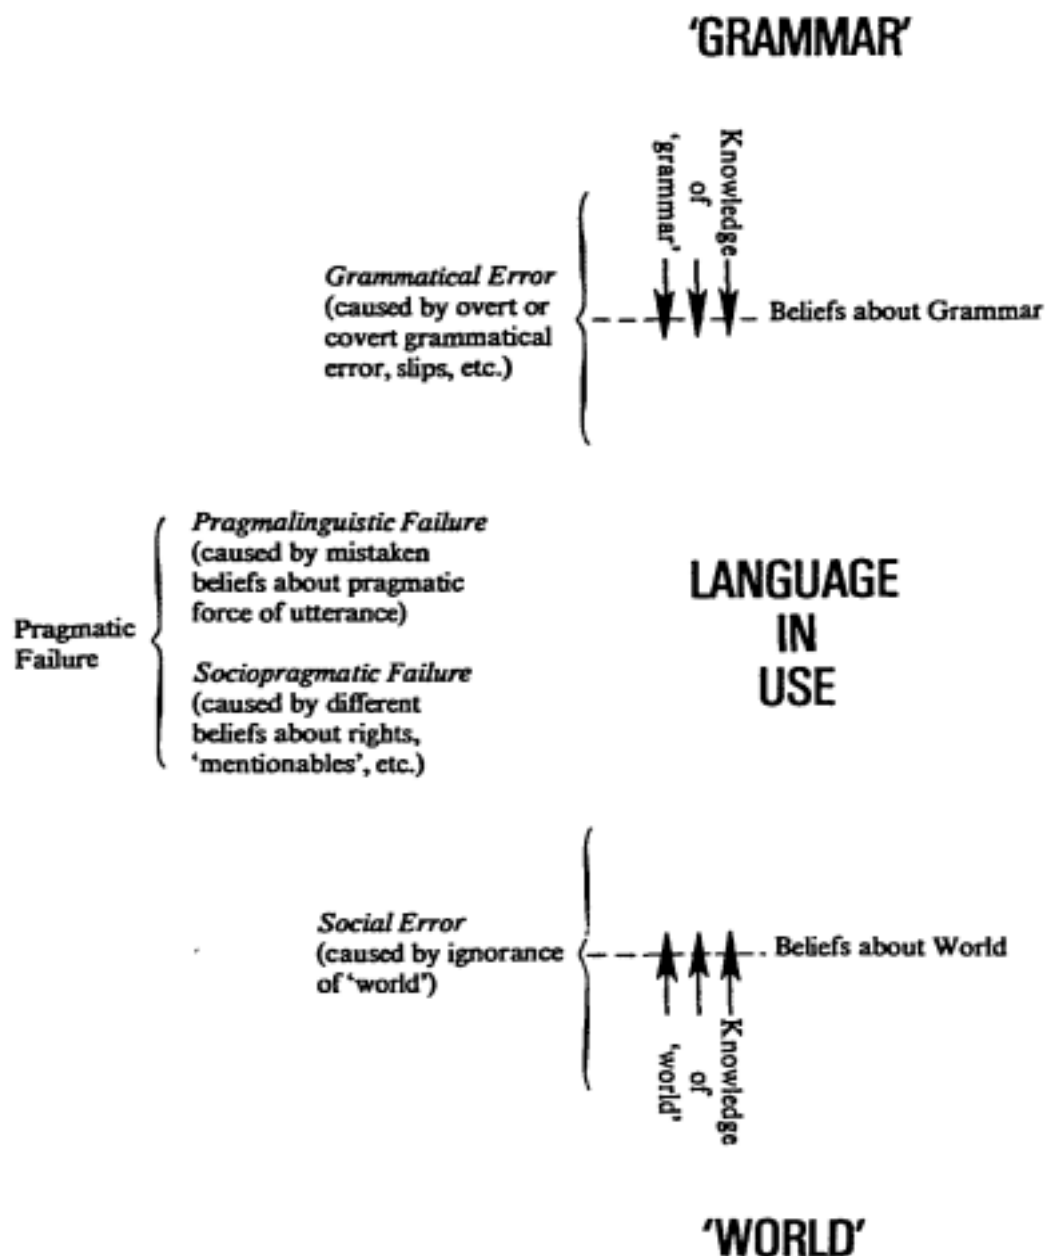 'GRAMMAR'
Knowledge
of
'grammar'
Grammatical Error
(caused by overt or
covert grammatical
error, slips, etc.)
Beliefs about Grammar
Pragmatic
Failure
Pragmalinguistic Failure
(caused by mistaken
beliefs about pragmatic
force of utterance)
Sociopragmatic Failure
(caused by different
beliefs about rights,
'mentionables', etc.)
LANGUAGE
IN
USE
Social Error
(caused by ignorance
of 'world')
Beliefs about World
Knowledge
of
'world'
'WORLD'